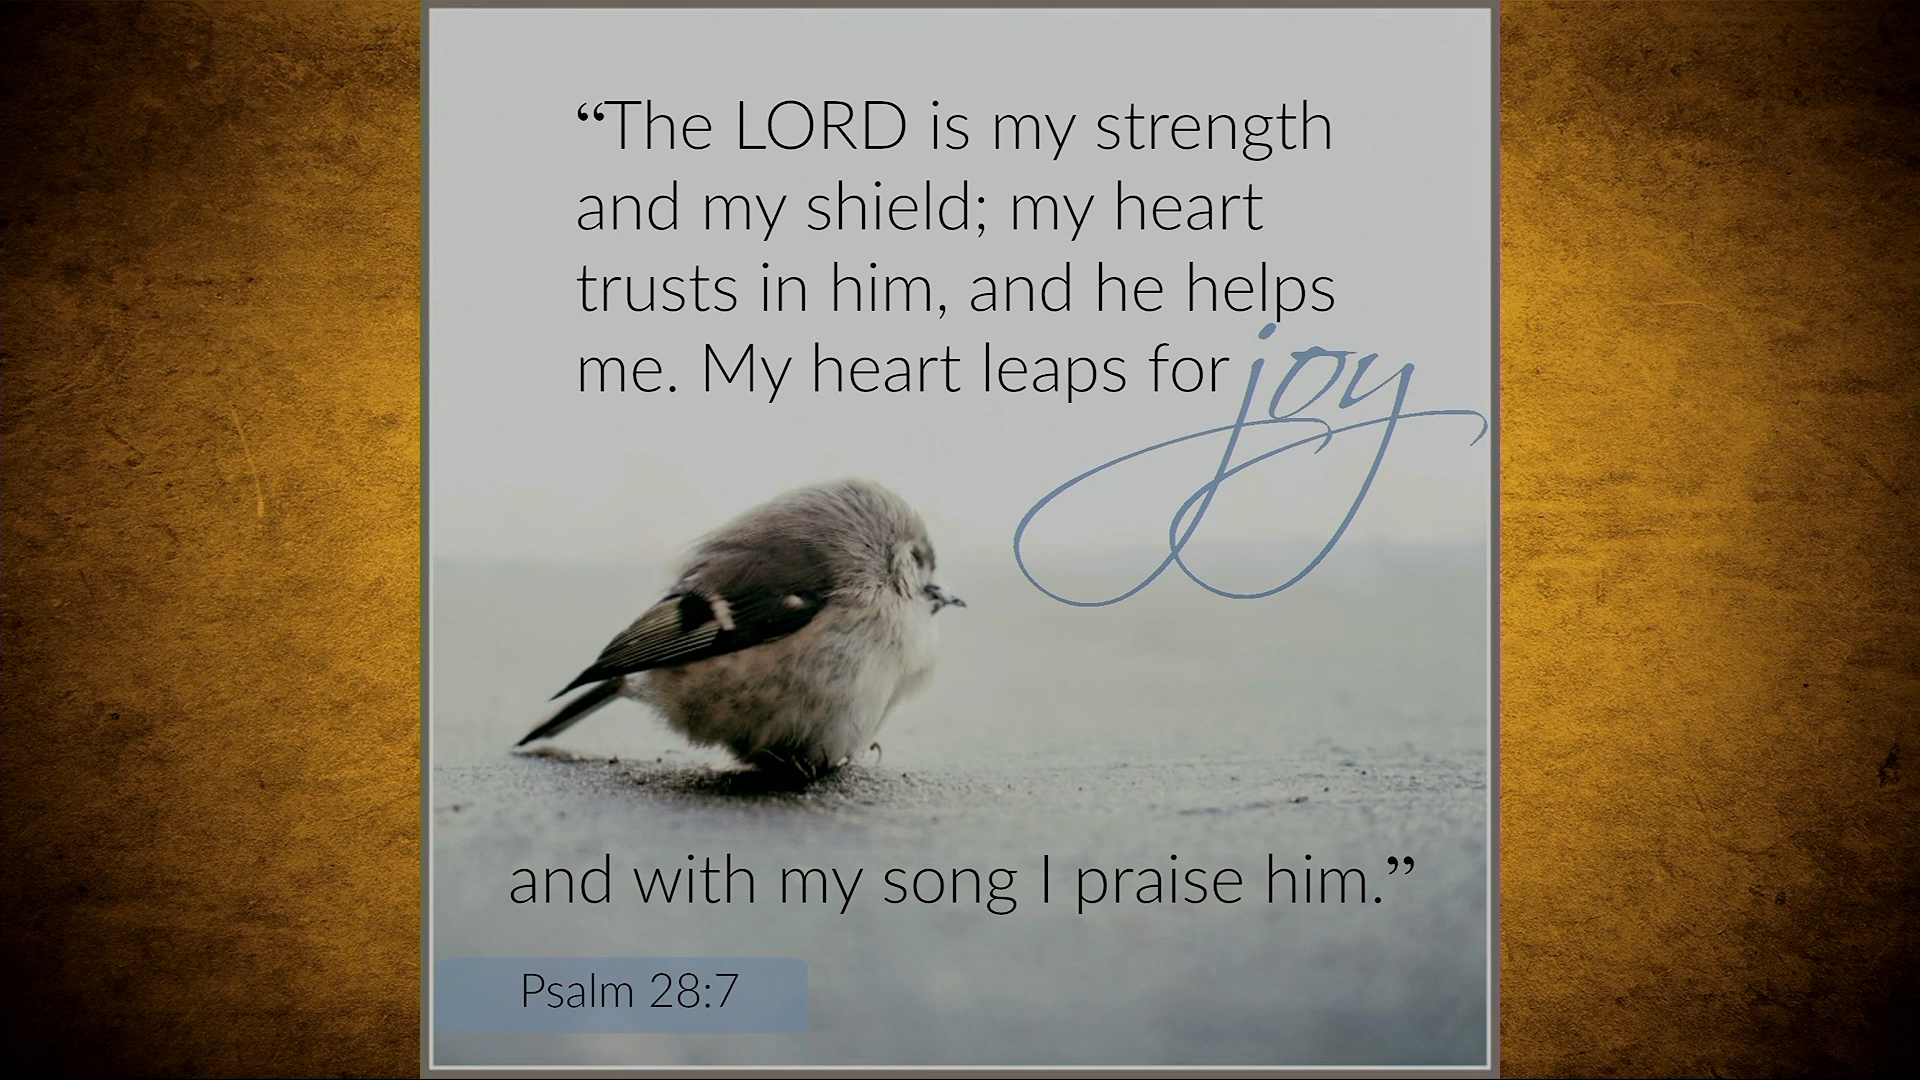 “The LORD is my strength
and my shield; my heart
trusts in him, and he helps
me. My heart leaps for joy
and with my song I praise him.”
Psalm 28:7